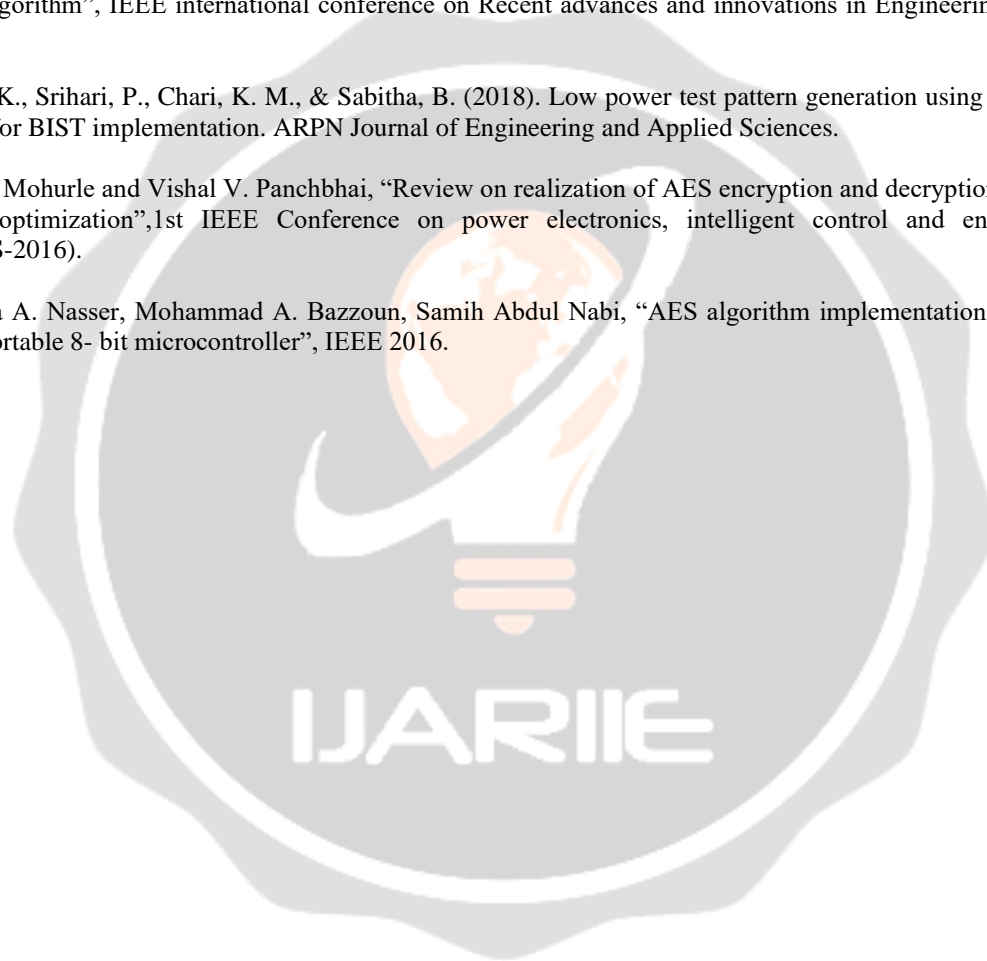 gorithm”, IEEE international conference on Recent advances and innovations in Engineerin
K., Srihari, P., Chari, K. M., & Sabitha, B. (2018). Low power test pattern generation using
for BIST implementation. ARPN Journal of Engineering and Applied Sciences.
Mohurle and Vishal V. Panchbhai, “Review on realization of AES encryption and decryption
optimization”,1st IEEE Conference on power electronics, intelligent control and en
S-2016).
a A. Nasser, Mohammad A. Bazzoun, Samih Abdul Nabi, “AES algorithm implementation
ortable 8- bit microcontroller”, IEEE 2016.
IJARIIE